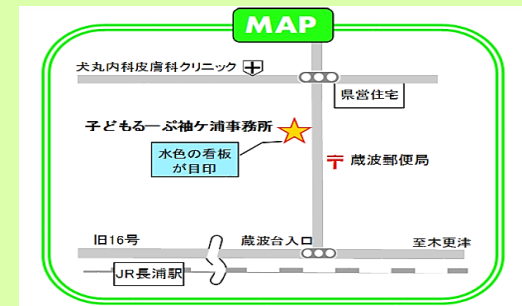 MAP
犬丸内科皮膚科クリニック
県営住宅
子どもるーぷ袖ケ浦事務所
水色の看板
が目印
〒 蔵波郵便局
旧16号
蔵波台入口
至木更津
JR長浦駅